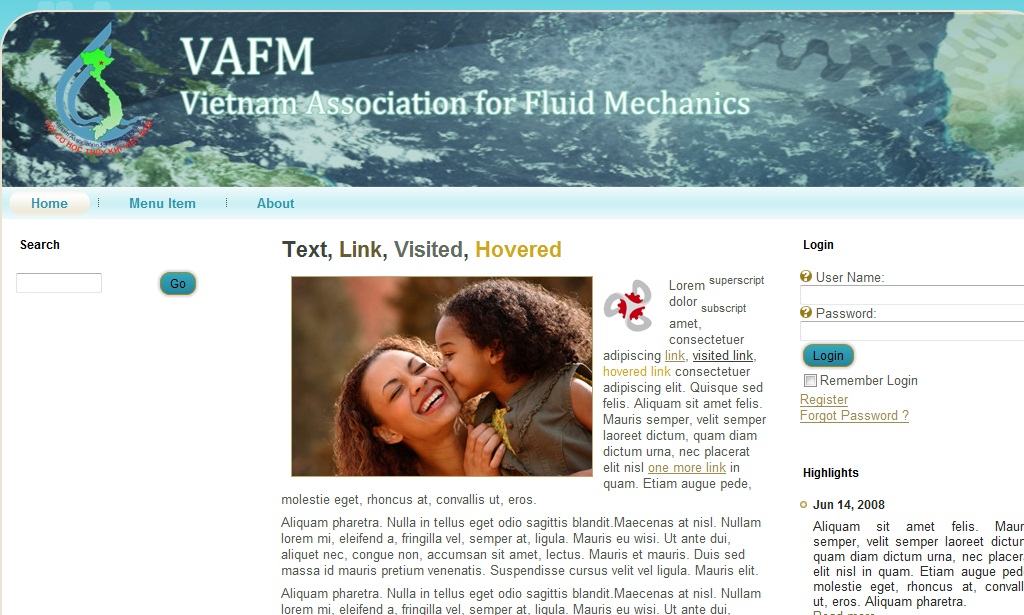 VAFM
Vietnam Association for Fluid Mechanics
Home
Menu Item
About
Search
Go
Text, Link, Visited, Hovered
Lorem superscript
dolor subscript
amet,
consectetuer
adipiscing link, visited link,
hovered link consectetuer
adipiscing elit. Quisque sed
felis. Aliquam sit amet felis.
Mauris semper, velit semper
laoreet dictum, quam diam
dictum urna, nec placerat
elit nisl one more link in
quam. Etiam augue pede,
molestie eget, rhoncus at, convallis ut, eros.
Aliquam pharetra. Nulla in tellus eget odio sagittis blandit.Maecenas at nisl. Nullam
lorem mi, eleifend a, fringilla vel, semper at, ligula. Mauris eu wisi. Ut ante dui,
aliquet nec, congue non, accumsan sit amet, lectus. Mauris et mauris. Duis sed
massa id mauris pretium venenatis. Suspendisse cursus velit vel ligula. Mauris elit.
Aliquam pharetra. Nulla in tellus eget odio sagittis blandit.Maecenas at nisl. Nullam
lorem mi, eleifend a, fringilla vel, semper at, ligula. Mauris eu wisi. Ut ante dui,
Login
User Name:
Password:
Login
Remember Login
Register
Forgot Password ?
Highlights
Jun 14, 2008
Aliquam sit amet felis. Maur
semper, velit semper laoreet dictur
quam diam dictum urna, nec placer
elit nisl in quam. Etiam augue ped
molestie eget, rhoncus at, convall
ut, eros. Aliquam pharetra.
Read more